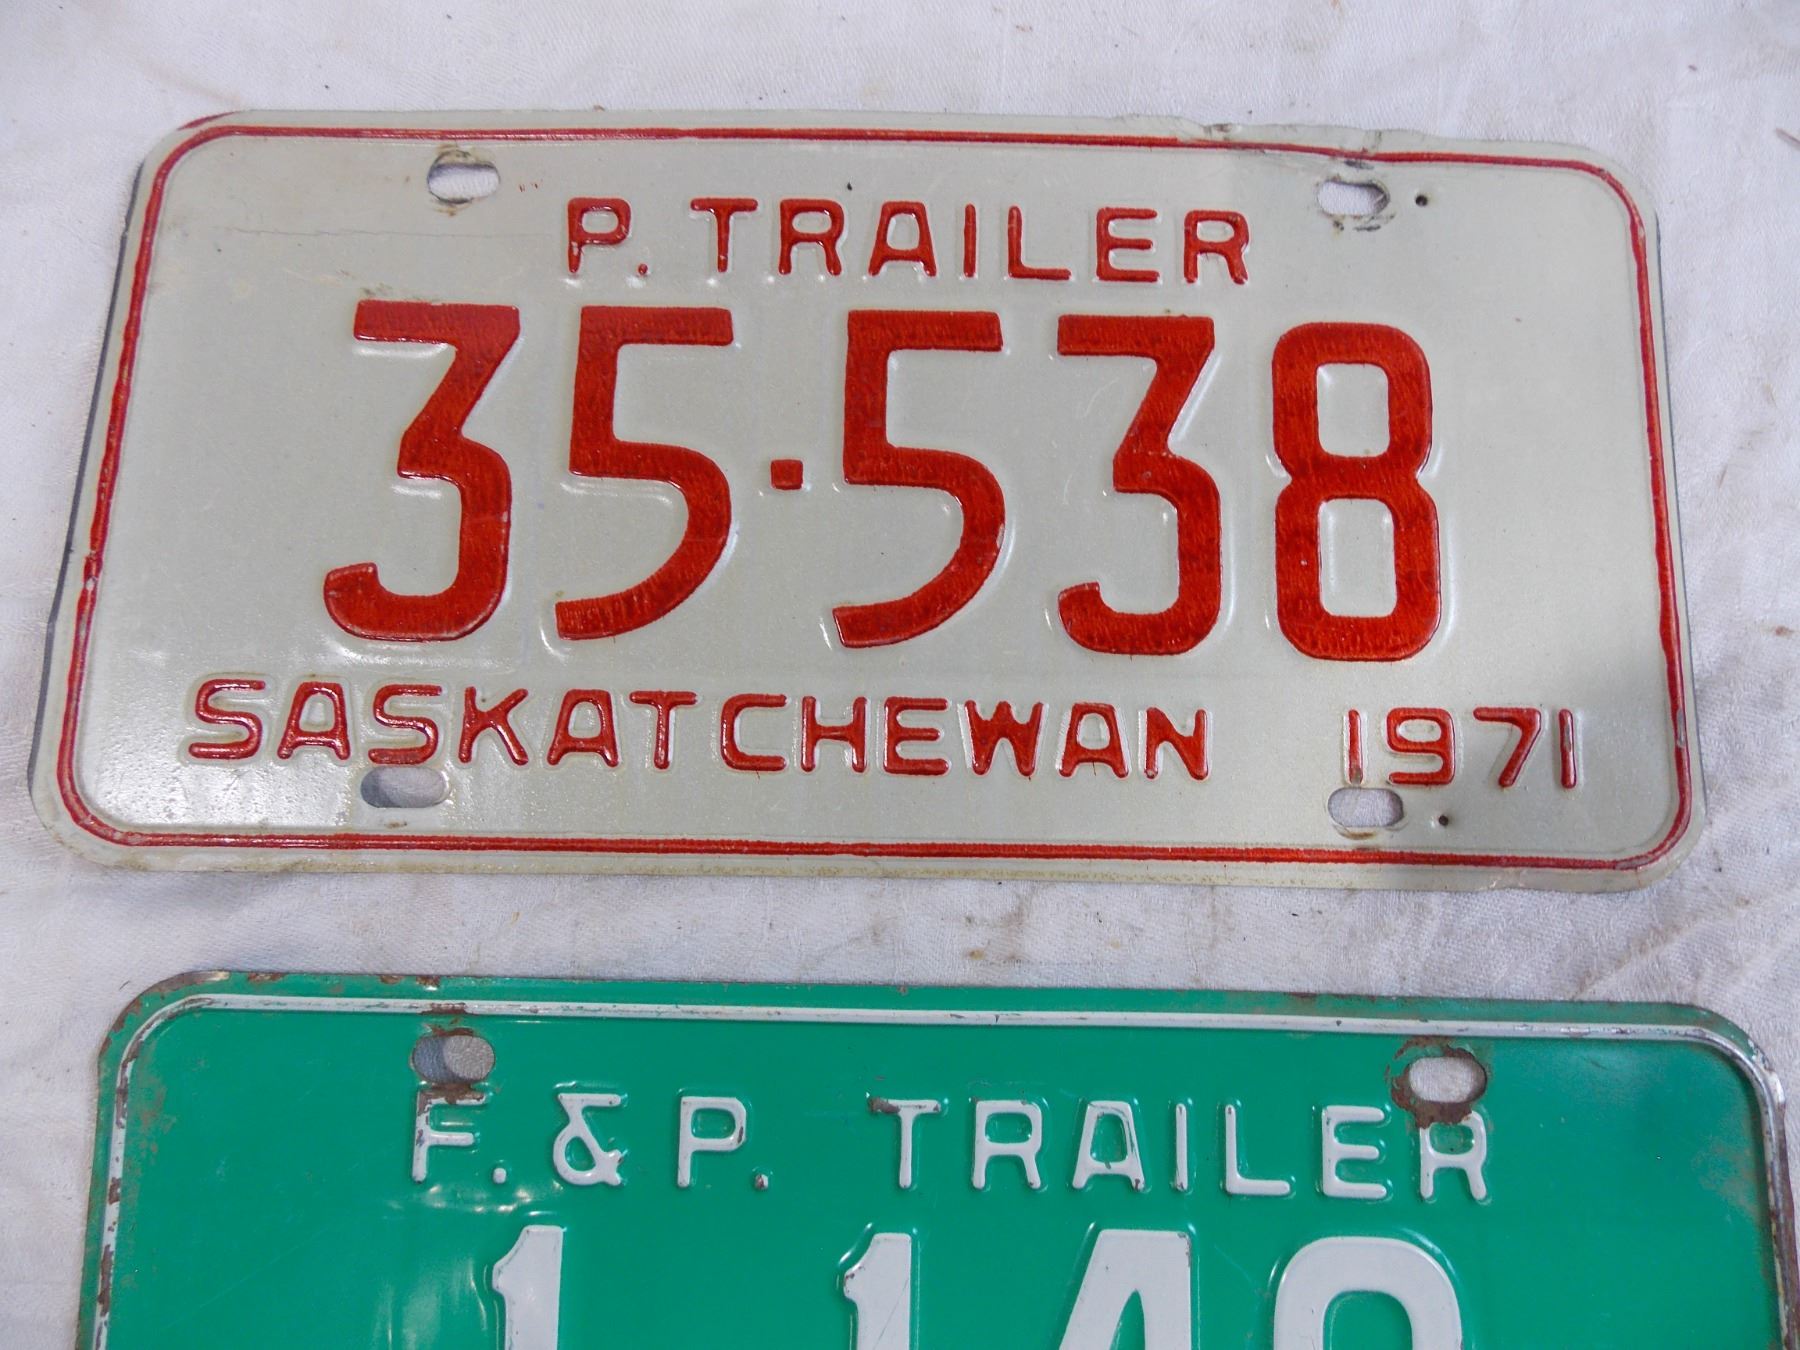 P. TRAILER
35·538
SASKATCHEWAN 1971
F. & P. TRAILER